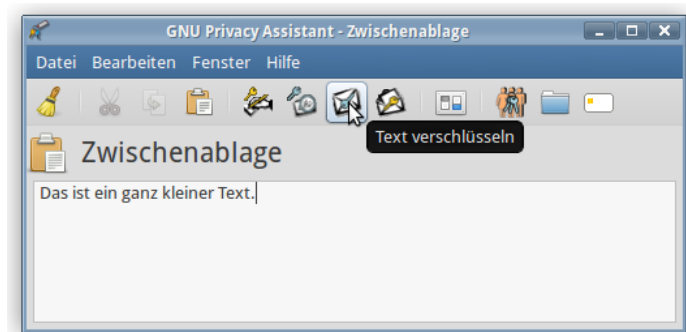 GNU Privacy Assistant - Zwischenablage
Datei Bearbeiten Fenster Hilfe
Text verschlüsseln
Zwischenablage
Das ist ein ganz kleiner Text.